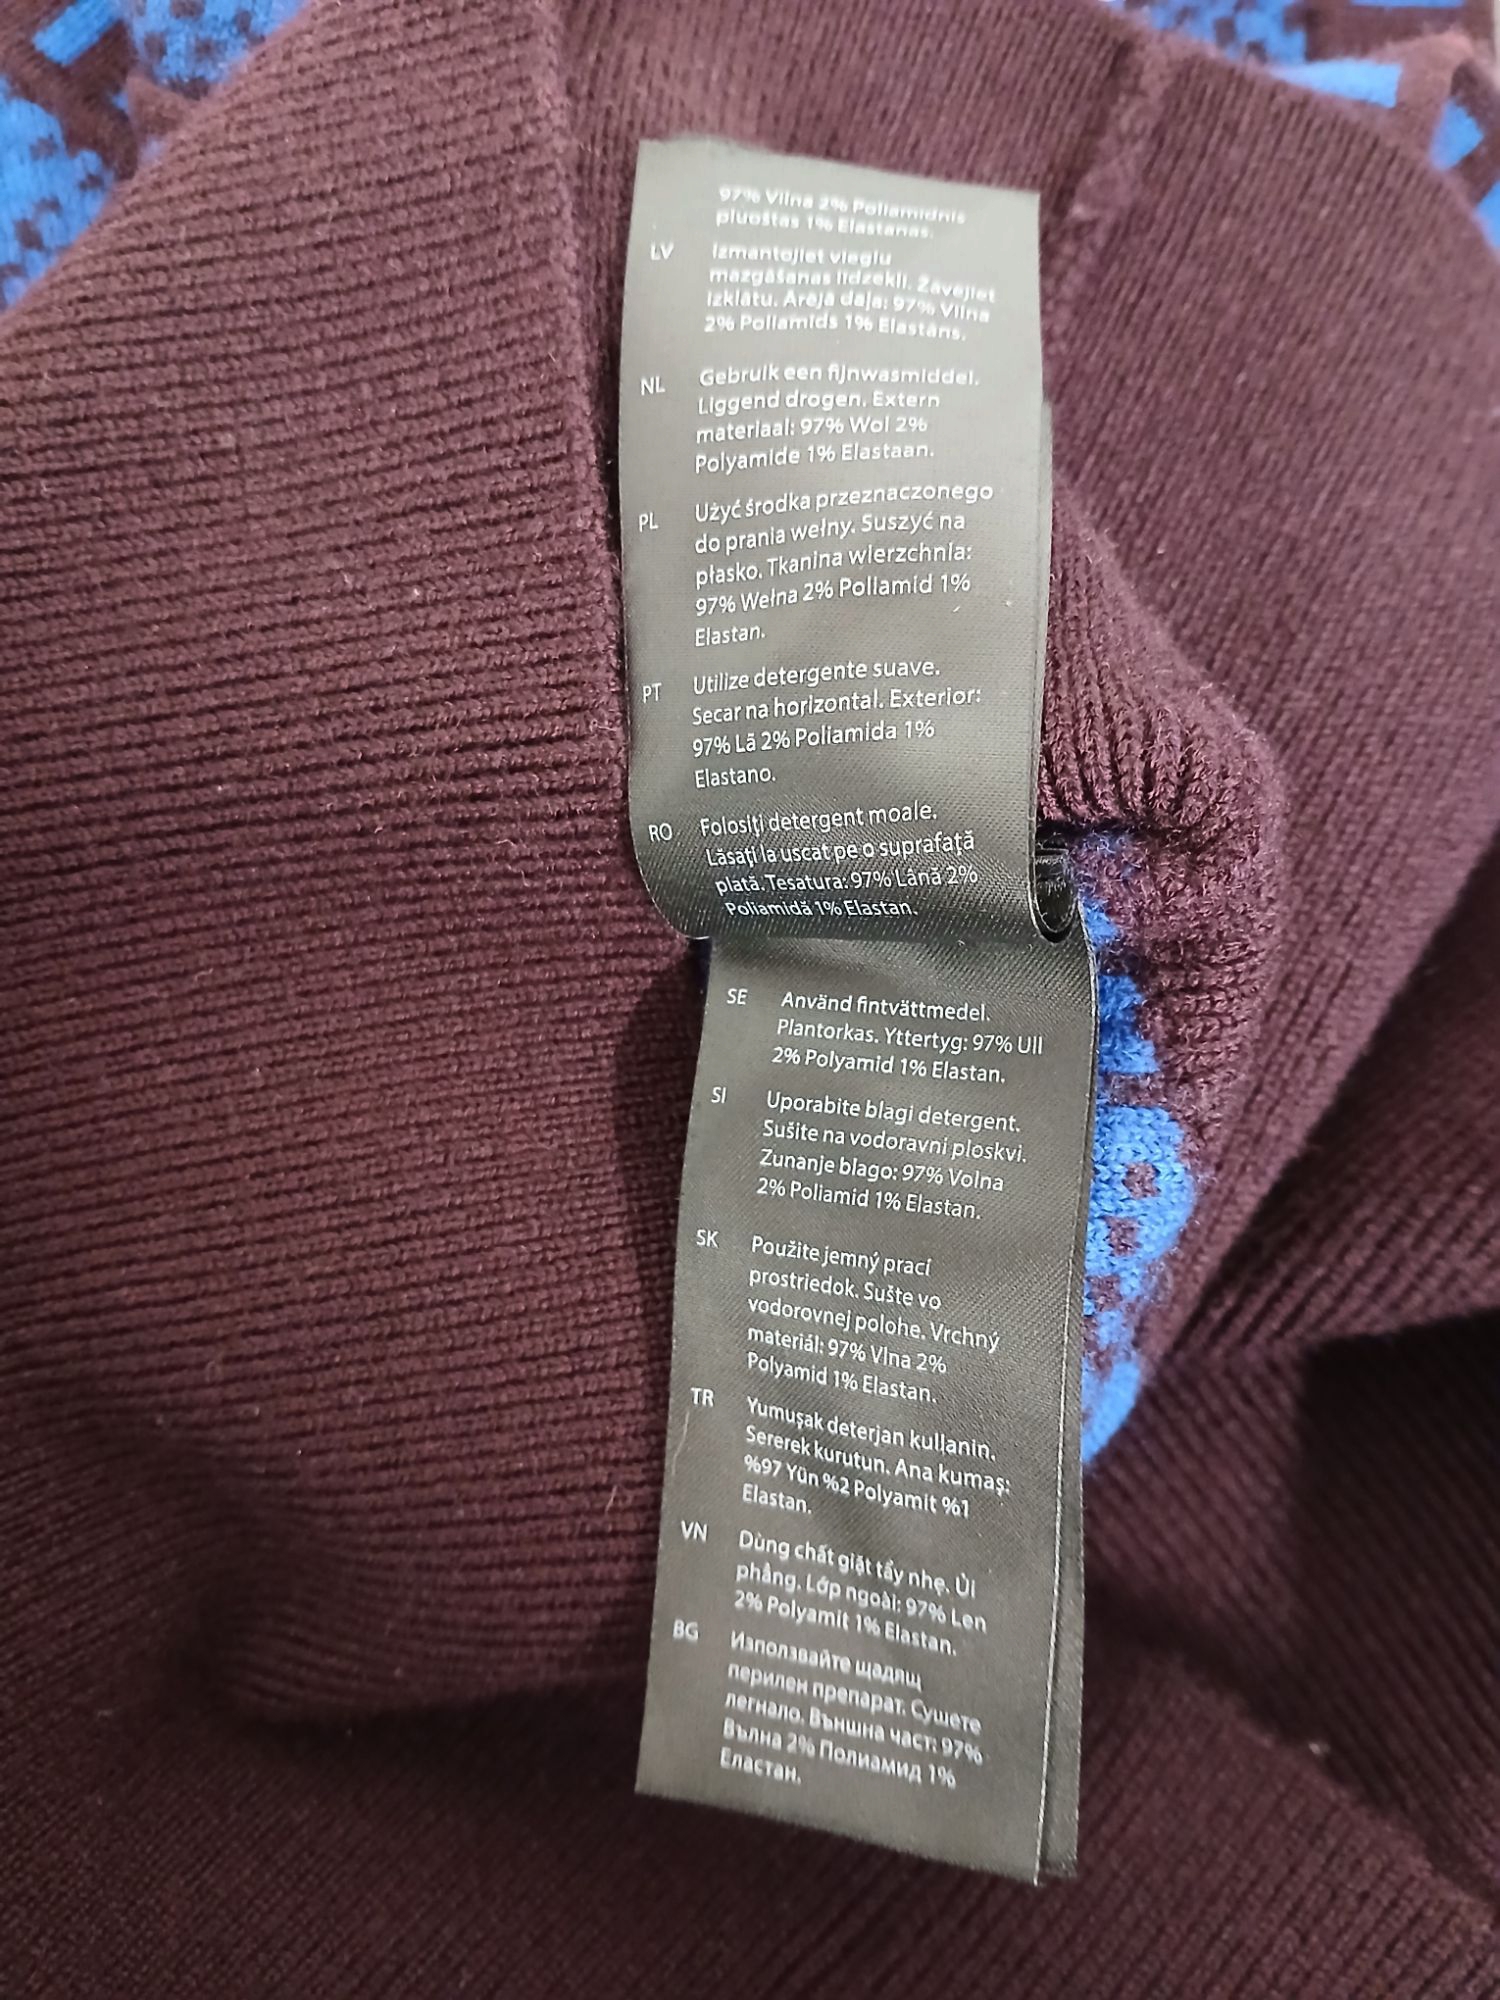 97% Vilna 2% Poliamidnis
pluoštas 1% Elastanas.
LV Izmantojiet vieglu
mazgāšanas līdzekli. Žāvējiet
izklātu. Ārējā daļa: 97% Vilna
2% Poliamīds 1% Elastāns.
NL Gebruik een fijnwasmiddel.
Liggend drogen. Extern
materiaal: 97% Wol 2%
Polyamide 1% Elastaan.
PL Użyć środka przeznaczonego
do prania wełny. Suszyć na
płasko. Tkanina wierzchnia:
97% Wełna 2% Poliamid 1%
Elastan.
PT Utilize detergente suave.
Secar na horizontal. Exterior:
97% Lã 2% Poliamida 1%
Elastano.
RO Folosiţi detergent moale.
Lăsaţi la uscat pe o suprafaţă
plată. Tesatura: 97% Lână 2%
Poliamidă 1% Elastan.
SE Använd fintvättmedel.
Plantorkas. Yttertyg: 97% Ull
2% Polyamid 1% Elastan.
SI Uporabite blagi detergent.
Sušite na vodoravni ploskvi.
Zunanje blago: 97% Volna
2% Poliamid 1% Elastan.
SK Použite jemný prací
prostriedok. Sušte vo
vodorovnej polohe. Vrchný
materiál: 97% Vlna 2%
Polyamid 1% Elastan.
TR Yumuşak deterjan kullanin.
Sererek kurutun. Ana kumaş:
%97 Yün %2 Polyamit %1
Elastan.
VN Dùng chất giặt tẩy nhẹ. Ủi
phẳng. Lớp ngoài: 97% Len
2% Polyamit 1% Elastan.
BG Използвайте щадящ
перилен препарат. Сушете
легнало. Външна част: 97%
Вълна 2% Полиамид 1%
Еластан.